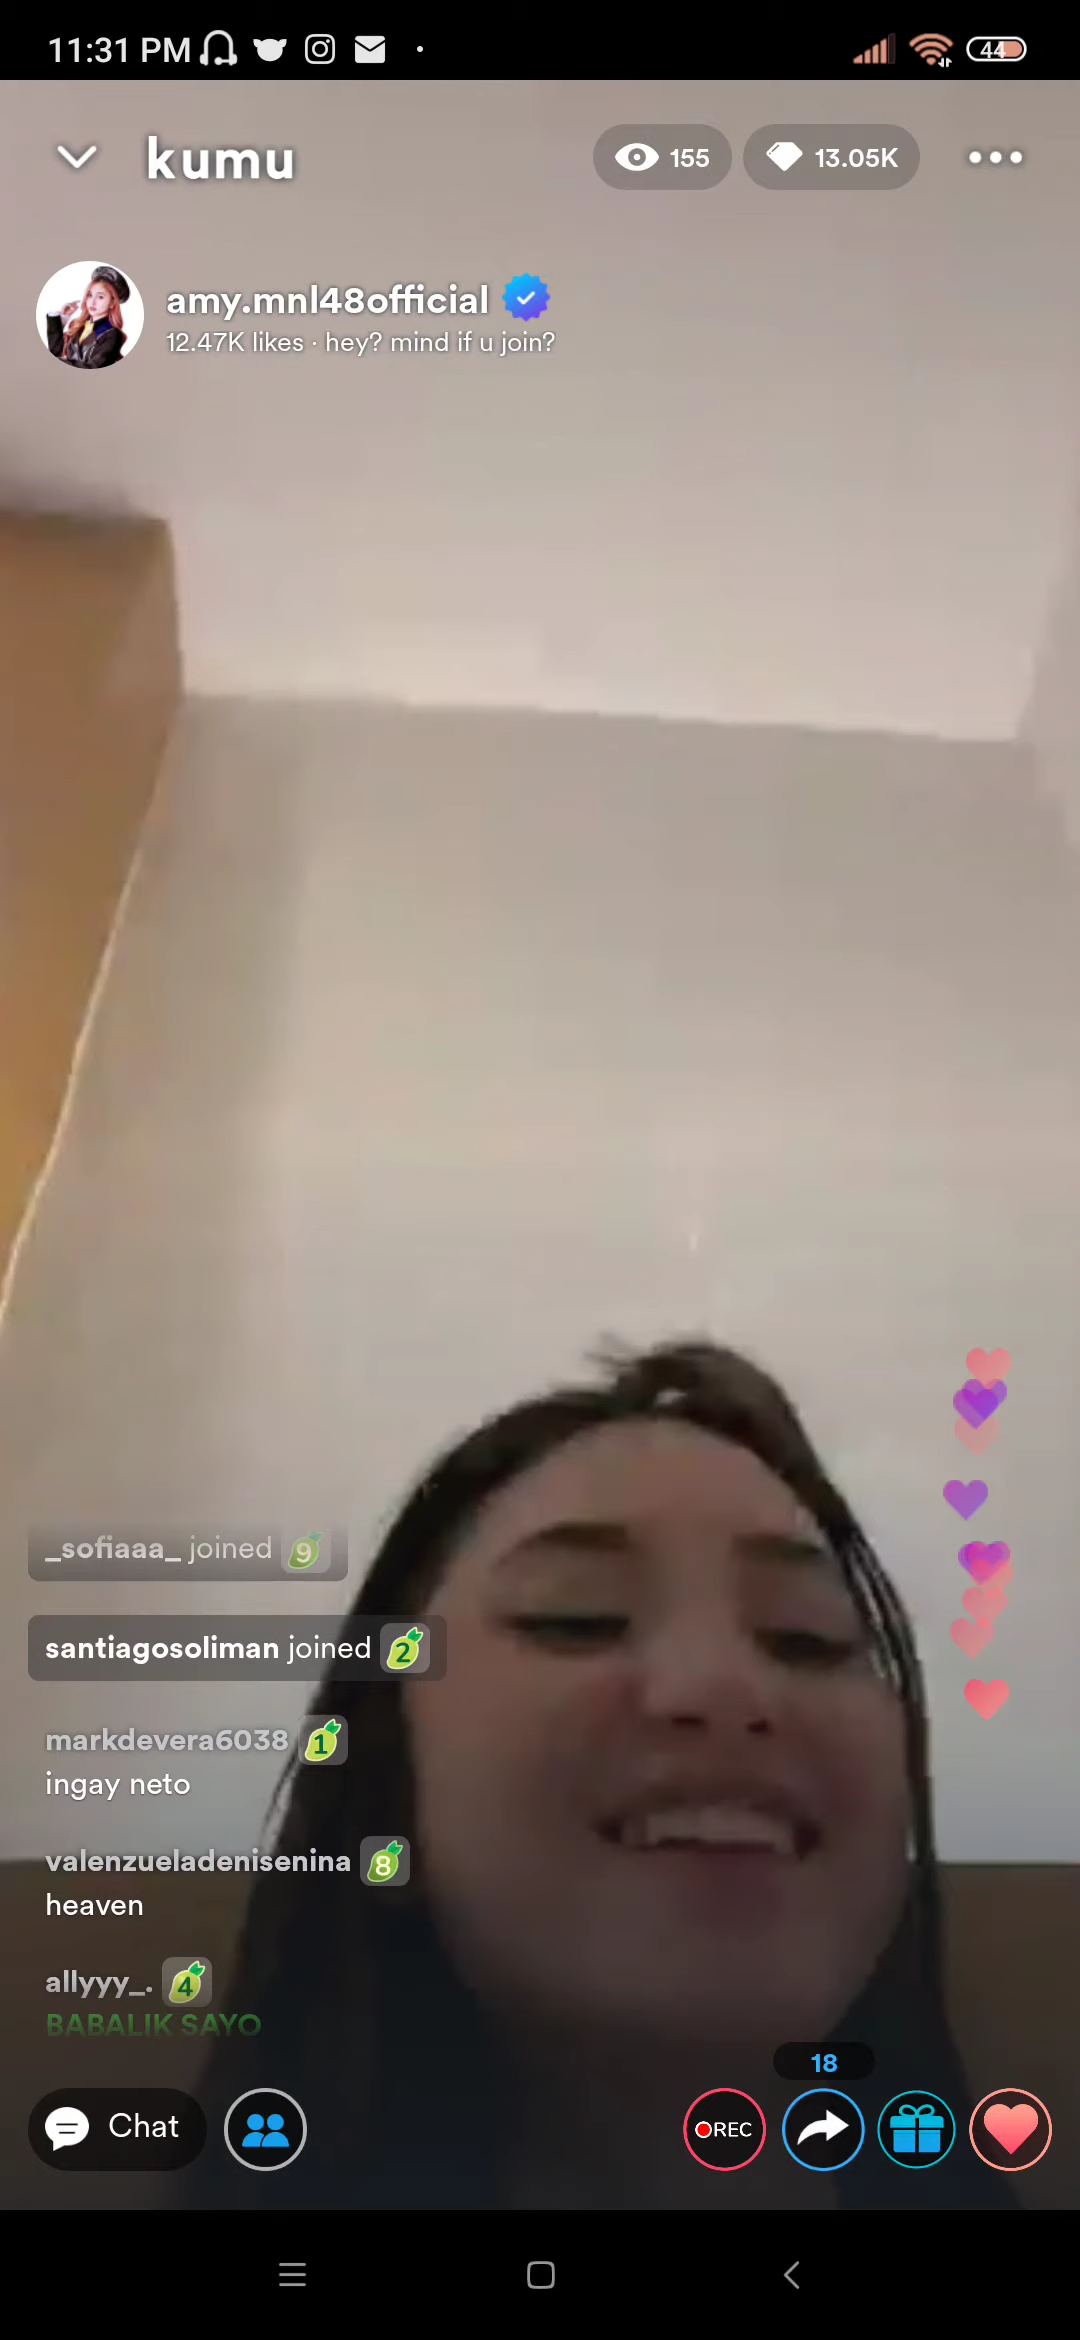 11:31 PM
44
kumu
155
13.05K
amy.mnl48official
12.47K likes · hey? mind if u join?
_sofiaaa_ joined 9
santiagosoliman joined 2
markdevera6038 1
ingay neto
valenzueladenisenina 8
heaven
allyyy_. 4
BABALIK SAYO
18
Chat
REC